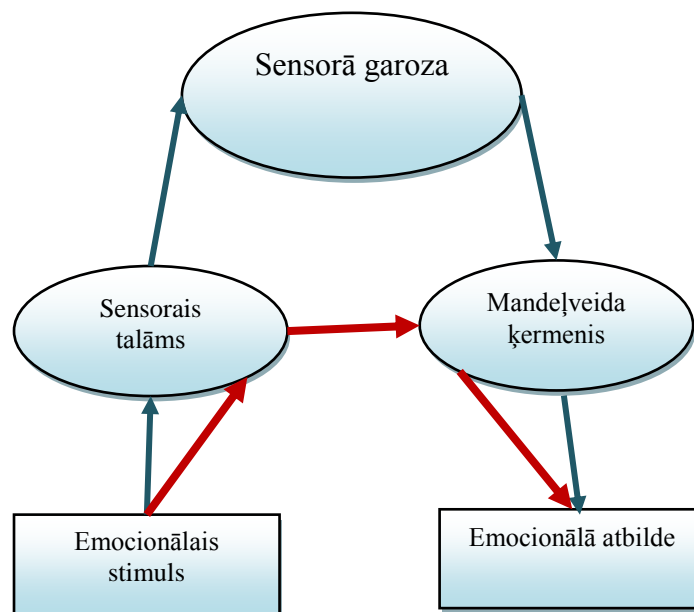 Sensorā garoza
Sensorais
talāms
Mandeļveida
ķermenis
Emocionālais
stimuls
Emocionālā atbilde